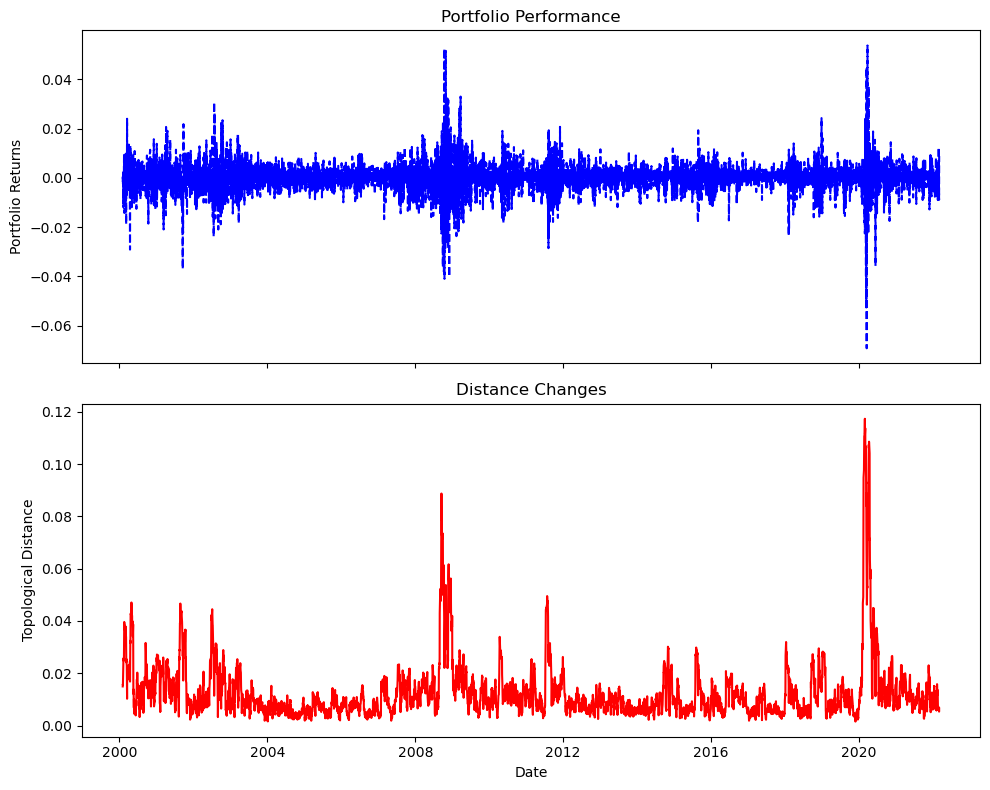 Portfolio Performance
Portfolio Returns
0.04
0.02
0.00
−0.02
−0.04
−0.06
Distance Changes
Topological Distance
0.12
0.10
0.08
0.06
0.04
0.02
0.00
2000 2004 2008 2012 2016 2020
Date